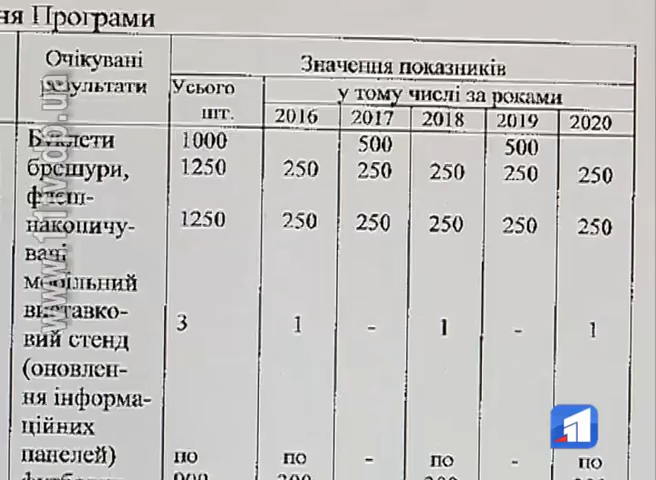 ня Програми
Очікувані
результати
Значення показників
Усього
шт.
у тому числі за роками
2016 2017 2018 2019 2020
Буклети 1000 500 500
брошури, 1250 250 250 250 250 250
флеш-
накопичу- 1250 250 250 250 250 250
вачі
мобільний
виставко- 3 1 - 1 - 1
вий стенд
(оновлен-
ня інформа-
ційних
панелей) по по - по - по
www.11tvdp.ua